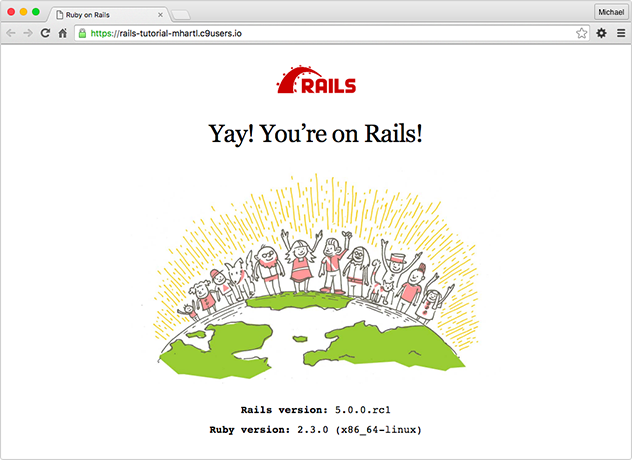 Ruby on Rails
Michael
https://rails-tutorial-mhartl.c9users.io
RAILS
Yay! You’re on Rails!
Rails version: 5.0.0.rc1
Ruby version: 2.3.0 (x86_64-linux)